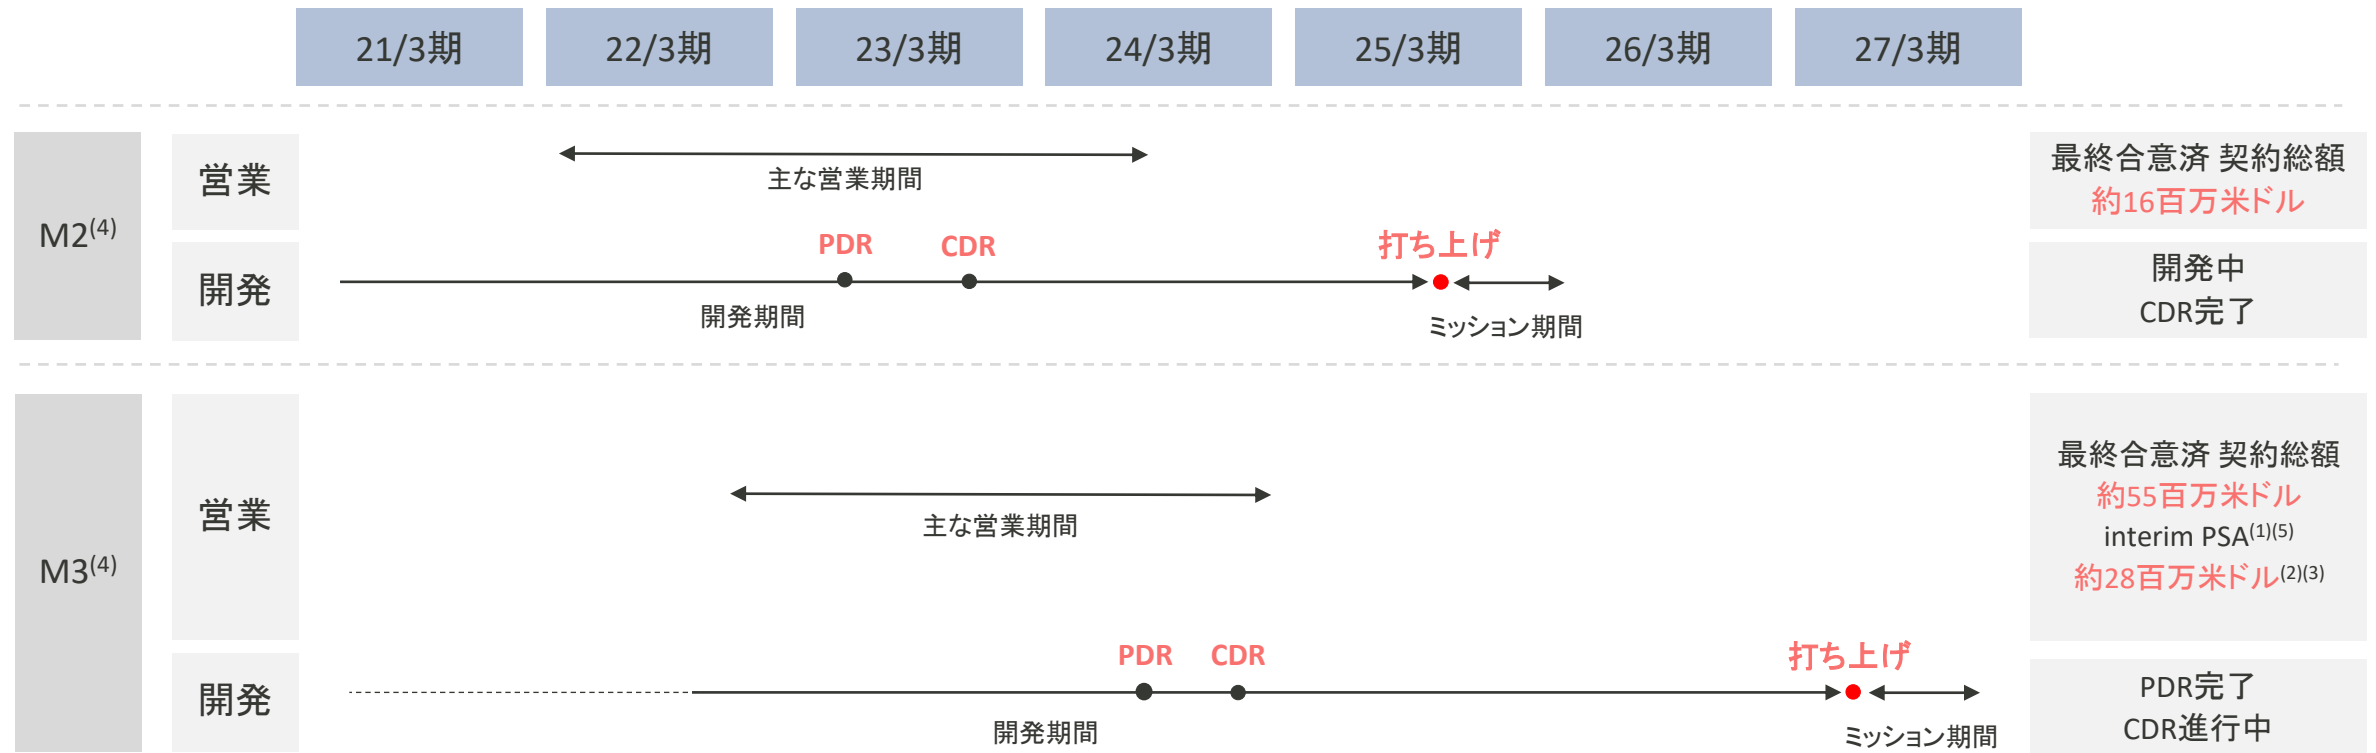 21/3期 22/3期 23/3期 24/3期 25/3期 26/3期 27/3期
M2(4)
営業
主な営業期間
最終合意済 契約総額
約16百万米ドル
開発
PDR CDR 打ち上げ
開発期間
ミッション期間
開発中
CDR完了
M3(4)
営業
主な営業期間
最終合意済 契約総額
約55百万米ドル
interim PSA(1)(5)
約28百万米ドル(2)(3)
開発
PDR CDR 打ち上げ
開発期間
ミッション期間
PDR完了
CDR進行中